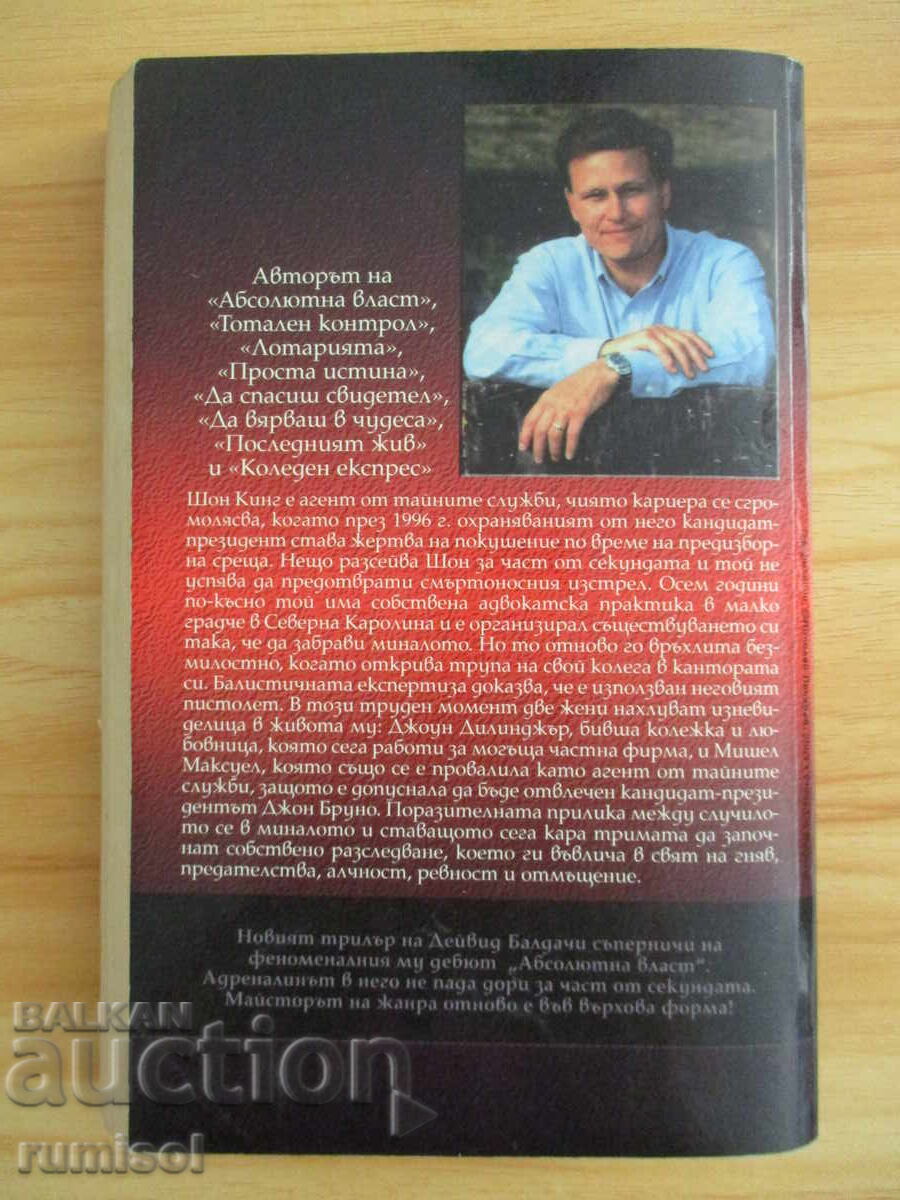 Авторът на
«Абсолютна власт»,
«Тотален контрол»,
«Лотарията»,
«Проста истина»,
«Да спасиш свидетел»,
«Да вярваш в чудеса»,
«Последният жив»
и «Коледен експрес»
Шон Кинг е агент от тайните служби, чиято кариера се сгро-
молясва, когато през 1996 г. охраняваният от него кандидат-
президент става жертва на покушение по време на предизбор-
на среща. Нещо разсейва Шон за част от секундата и той не
успява да предотврати смъртоносния изстрел. Осем години
по-късно той има собствена адвокатска практика в малко
градче в Северна Каролина и е организирал съществуването си
така, че да забрави миналото. Но то отново го връхлита без-
милостно, когато открива трупа на свой колега в кантората
си. Балистичната експертиза доказва, че е използван неговият
пистолет. В този труден момент две жени нахлуват изневи-
делица в живота му: Джоун Дилинджър, бивша колежка и лю-
бовница, която сега работи за могъща частна фирма, и Мишел
Максуел, която също се е провалила като агент от тайните
служби, защото е допуснала да бъде отвлечен кандидат-прези-
дентът Джон Бруно. Поразителната прилика между случило-
то се в миналото и ставащото сега кара тримата да започ-
нат собствено разследване, което ги въвлича в свят на гняв,
предателства, алчност, ревност и отмъщение.
Новият трилър на Дейвид Балдачи съперничи на
феноменалния му дебют „Абсолютна власт“.
Адреналинът в него не пада дори за част от секундата.
Майсторът на жанра отново е във върхова форма!
BALKAN
auction
rumisol